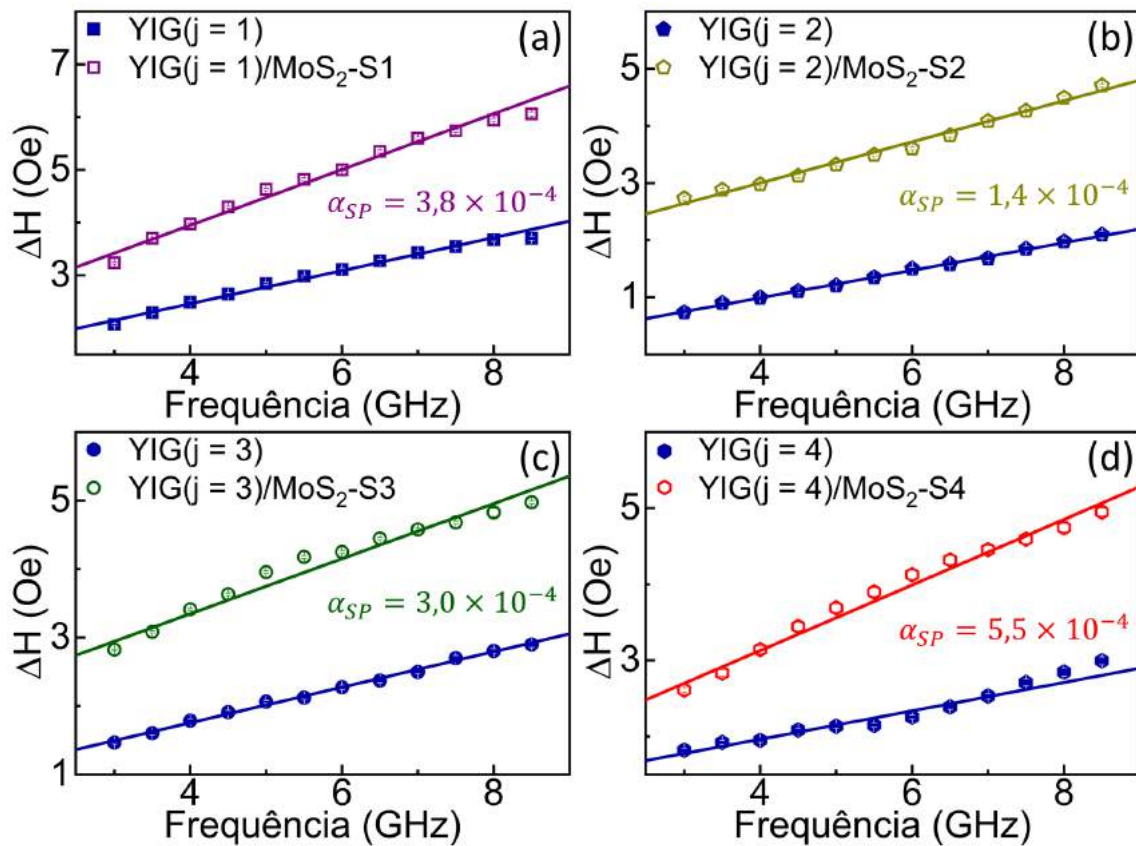 YIG(j = 1)
YIG(j = 1)/MoS₂-S1
(a)
7
5
3
ΔH (Oe)
α_SP = 3,8 × 10⁻⁴
4 6 8
Frequência (GHz)
YIG(j = 2)
YIG(j = 2)/MoS₂-S2
(b)
5
3
1
ΔH (Oe)
α_SP = 1,4 × 10⁻⁴
4 6 8
Frequência (GHz)
YIG(j = 3)
YIG(j = 3)/MoS₂-S3
(c)
5
3
1
ΔH (Oe)
α_SP = 3,0 × 10⁻⁴
4 6 8
Frequência (GHz)
YIG(j = 4)
YIG(j = 4)/MoS₂-S4
(d)
5
3
ΔH (Oe)
α_SP = 5,5 × 10⁻⁴
4 6 8
Frequência (GHz)